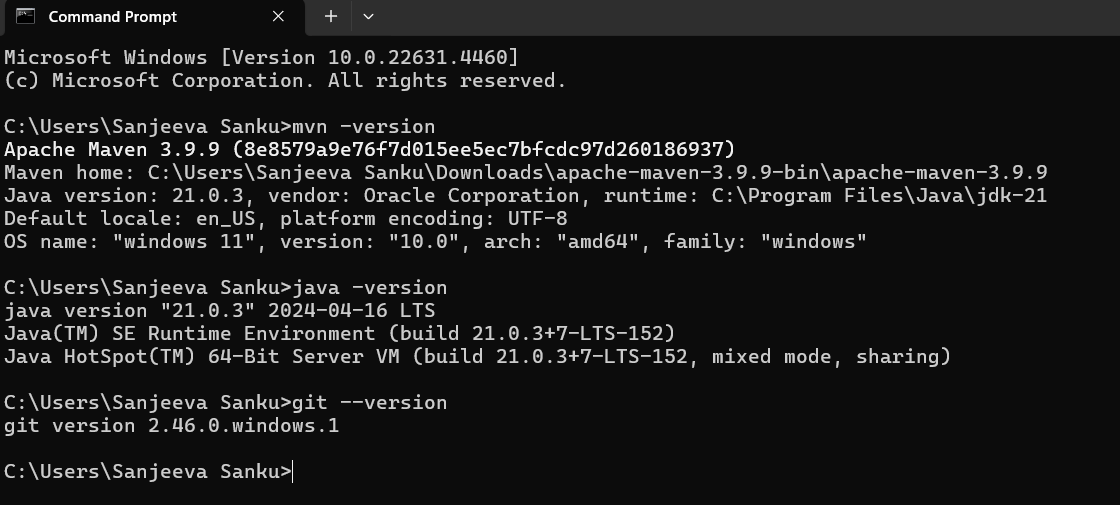 Command Prompt
Microsoft Windows [Version 10.0.22631.4460]
(c) Microsoft Corporation. All rights reserved.
C:\Users\Sanjeeva Sanku>mvn -version
Apache Maven 3.9.9 (8e8579a9e76f7d015ee5ec7bfcdc97d260186937)
Maven home: C:\Users\Sanjeeva Sanku\Downloads\apache-maven-3.9.9-bin\apache-maven-3.9.9
Java version: 21.0.3, vendor: Oracle Corporation, runtime: C:\Program Files\Java\jdk-21
Default locale: en_US, platform encoding: UTF-8
OS name: "windows 11", version: "10.0", arch: "amd64", family: "windows"
C:\Users\Sanjeeva Sanku>java -version
java version "21.0.3" 2024-04-16 LTS
Java(TM) SE Runtime Environment (build 21.0.3+7-LTS-152)
Java HotSpot(TM) 64-Bit Server VM (build 21.0.3+7-LTS-152, mixed mode, sharing)
C:\Users\Sanjeeva Sanku>git --version
git version 2.46.0.windows.1
C:\Users\Sanjeeva Sanku>